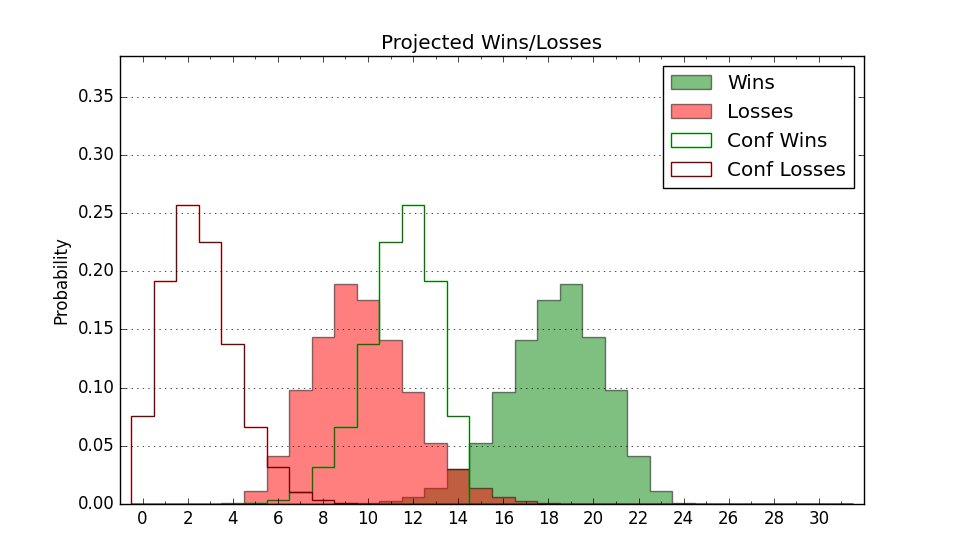 Projected Wins/Losses
Wins
Losses
Conf Wins
Conf Losses
Probability
0.35
0.30
0.25
0.20
0.15
0.10
0.05
0.00
0 2 4 6 8 10 12 14 16 18 20 22 24 26 28 30